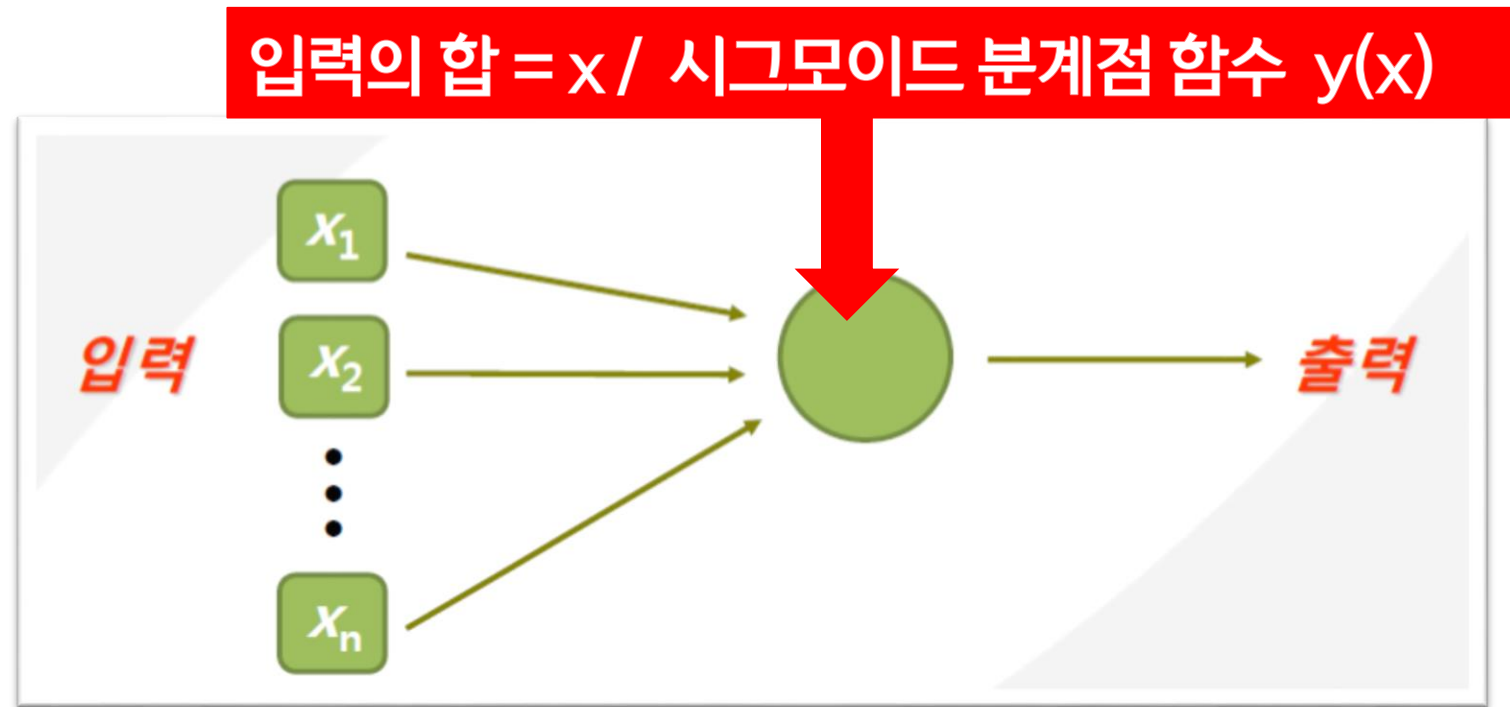 입력의 합 = x / 시그모이드 분계점 함수 y(x)
x₁
입력
x₂
출력
xₙ